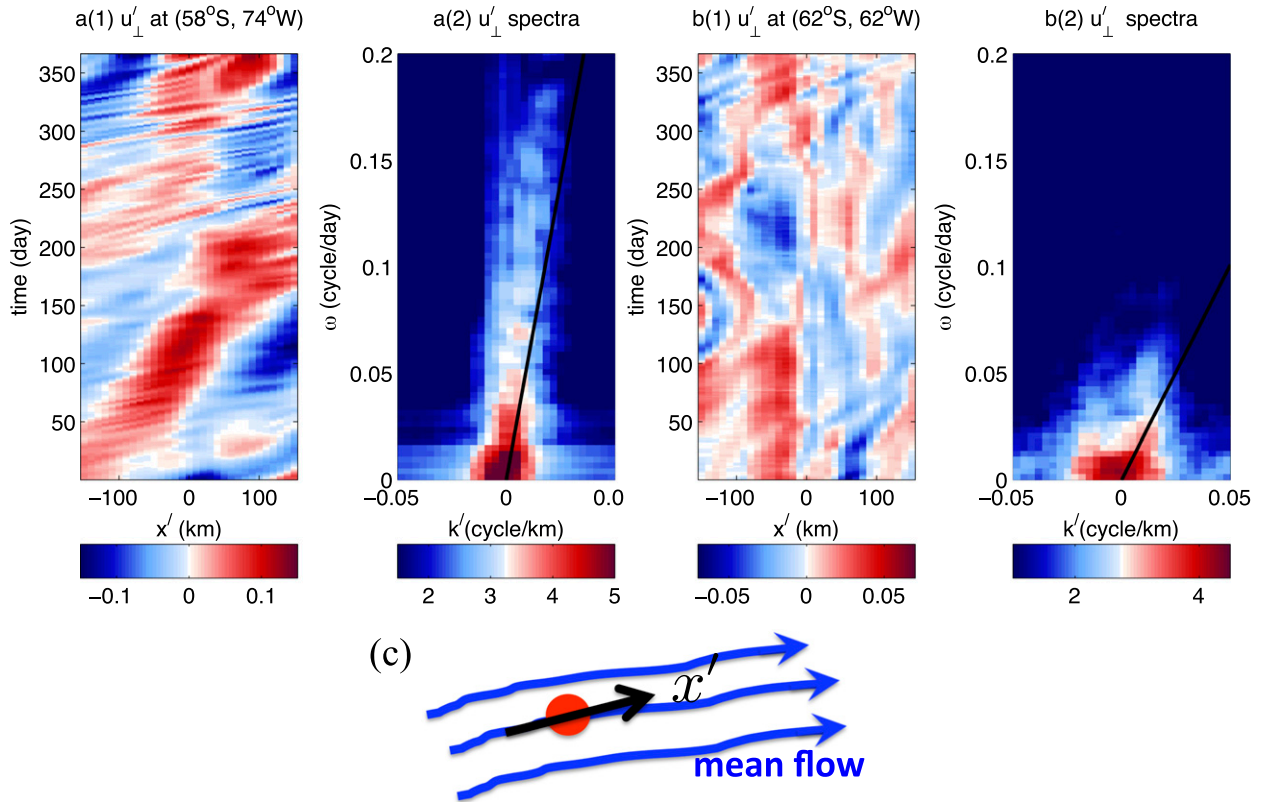 a(1) u′⊥ at (58°S, 74°W)
a(2) u′⊥ spectra
b(1) u′⊥ at (62°S, 62°W)
b(2) u′⊥ spectra
time (day)
350
300
250
200
150
100
50
−100 0 100
x′ (km)
−0.1 0 0.1
ω (cycle/day)
0.2
0.15
0.1
0.05
0
−0.05 0 0.0
k′(cycle/km)
2 3 4 5
time (day)
350
300
250
200
150
100
50
−100 0 100
x′ (km)
−0.05 0 0.05
ω (cycle/day)
0.2
0.15
0.1
0.05
0
−0.05 0 0.05
k′(cycle/km)
2 4
(c)
x′
mean flow